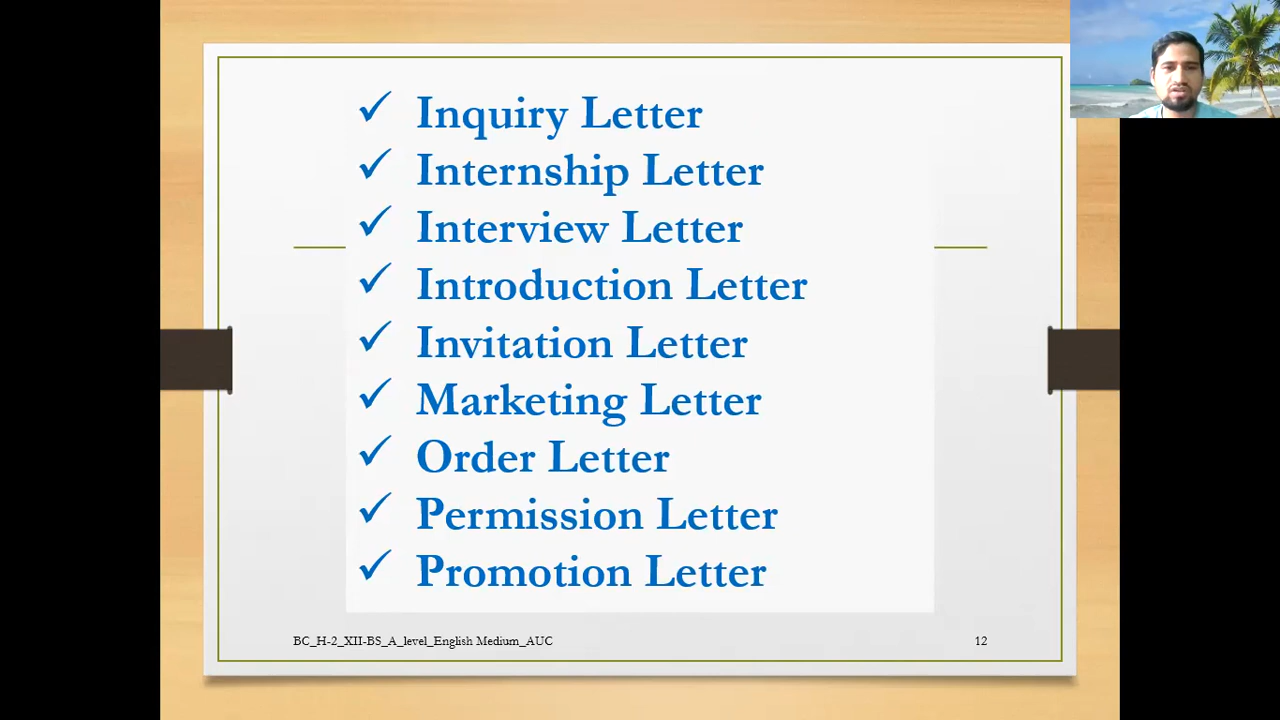 ✓ Inquiry Letter
✓ Internship Letter
✓ Interview Letter
✓ Introduction Letter
✓ Invitation Letter
✓ Marketing Letter
✓ Order Letter
✓ Permission Letter
✓ Promotion Letter
BC_H-2_XII-BS_A_level_English Medium_AUC 12